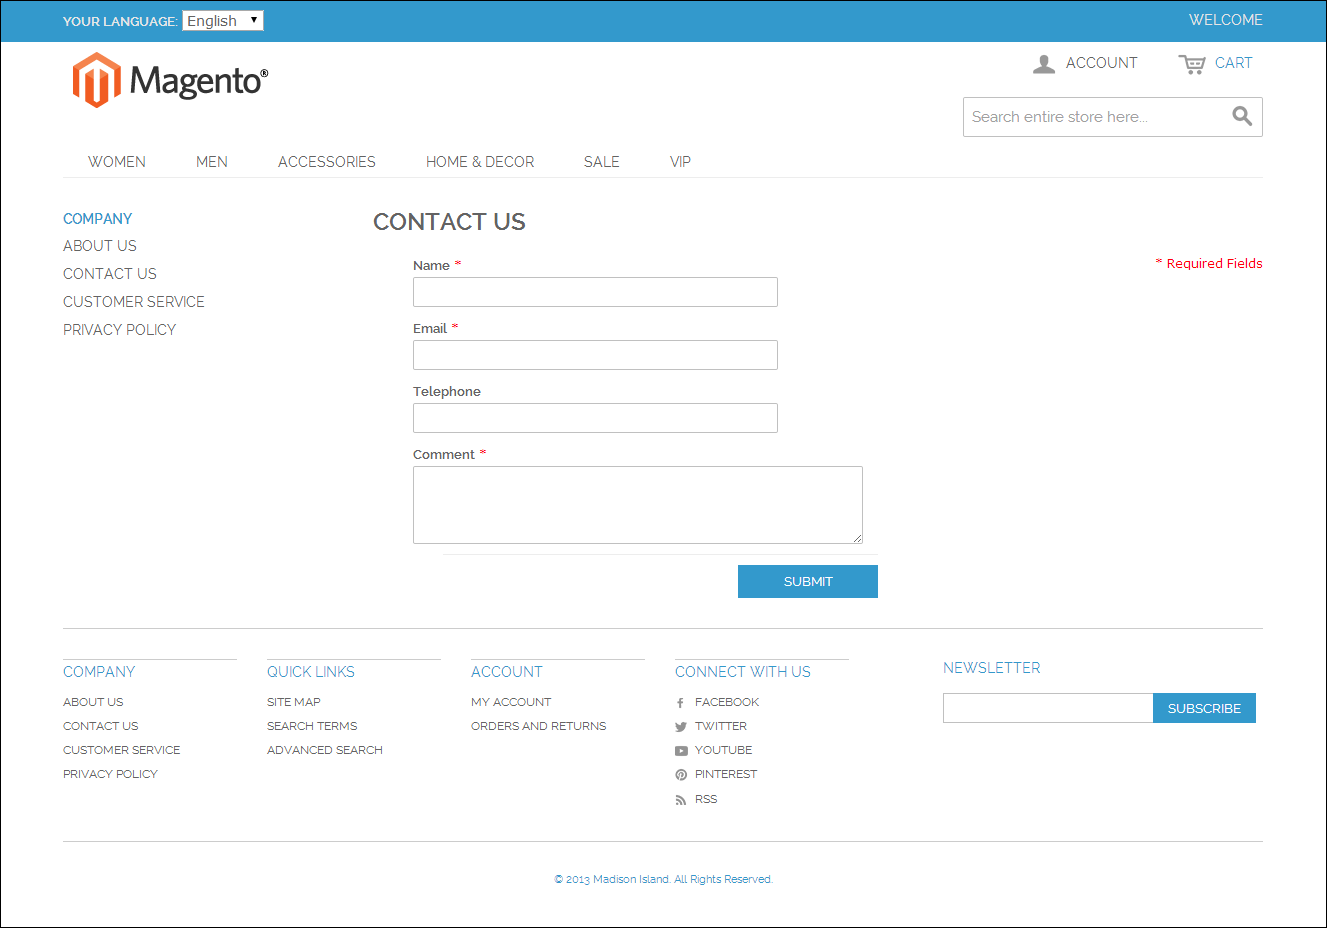 YOUR LANGUAGE: English WELCOME
Magento®
ACCOUNT CART
Search entire store here...
WOMEN MEN ACCESSORIES HOME & DECOR SALE VIP
COMPANY
ABOUT US
CONTACT US
CUSTOMER SERVICE
PRIVACY POLICY
CONTACT US
* Required Fields
Name *
Email *
Telephone
Comment *
SUBMIT
COMPANY
ABOUT US
CONTACT US
CUSTOMER SERVICE
PRIVACY POLICY
QUICK LINKS
SITE MAP
SEARCH TERMS
ADVANCED SEARCH
ACCOUNT
MY ACCOUNT
ORDERS AND RETURNS
CONNECT WITH US
FACEBOOK
TWITTER
YOUTUBE
PINTEREST
RSS
NEWSLETTER
SUBSCRIBE
© 2013 Madison Island. All Rights Reserved.